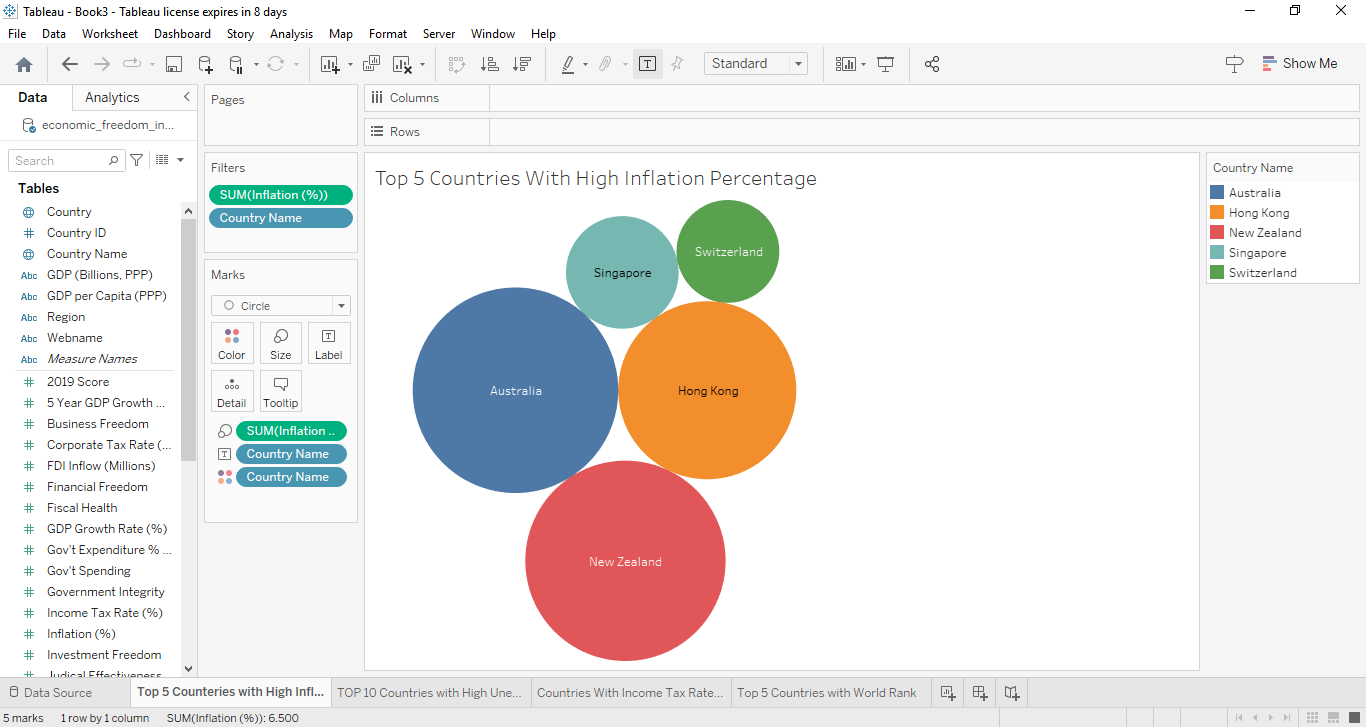 Tableau - Book3 - Tableau license expires in 8 days
File Data Worksheet Dashboard Story Analysis Map Format Server Window Help
Standard
Show Me
Data Analytics
economic_freedom_in...
Search
Tables
Country
Country ID
Country Name
Abc GDP (Billions, PPP)
Abc GDP per Capita (PPP)
Abc Region
Abc Webname
Abc Measure Names
2019 Score
5 Year GDP Growth ...
Business Freedom
Corporate Tax Rate (...
FDI Inflow (Millions)
Financial Freedom
Fiscal Health
GDP Growth Rate (%)
Gov't Expenditure % ...
Gov't Spending
Government Integrity
Income Tax Rate (%)
Inflation (%)
Investment Freedom
Judical Effectiveness
Pages
Filters
SUM(Inflation (%))
Country Name
Marks
Circle
Color Size Label
Detail Tooltip
SUM(Inflation ..
Country Name
Country Name
Columns
Rows
Top 5 Countries With High Inflation Percentage
Switzerland
Singapore
Australia
Hong Kong
New Zealand
Country Name
Australia
Hong Kong
New Zealand
Singapore
Switzerland
Data Source
Top 5 Counteries with High Infl...
TOP 10 Countries with High Une...
Countries With Income Tax Rate...
Top 5 Countries with World Rank
5 marks 1 row by 1 column SUM(Inflation (%)): 6.500